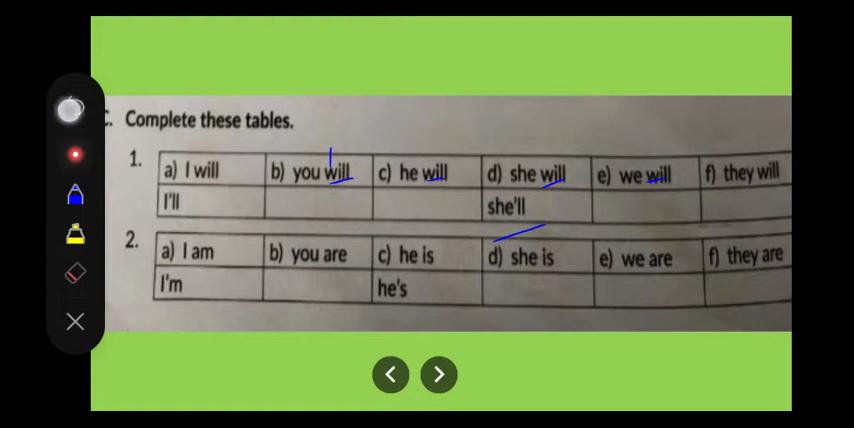 C. Complete these tables.
1. a) I will b) you will c) he will d) she will e) we will f) they will
I'll she'll
2. a) I am b) you are c) he is d) she is e) we are f) they are
I'm he's